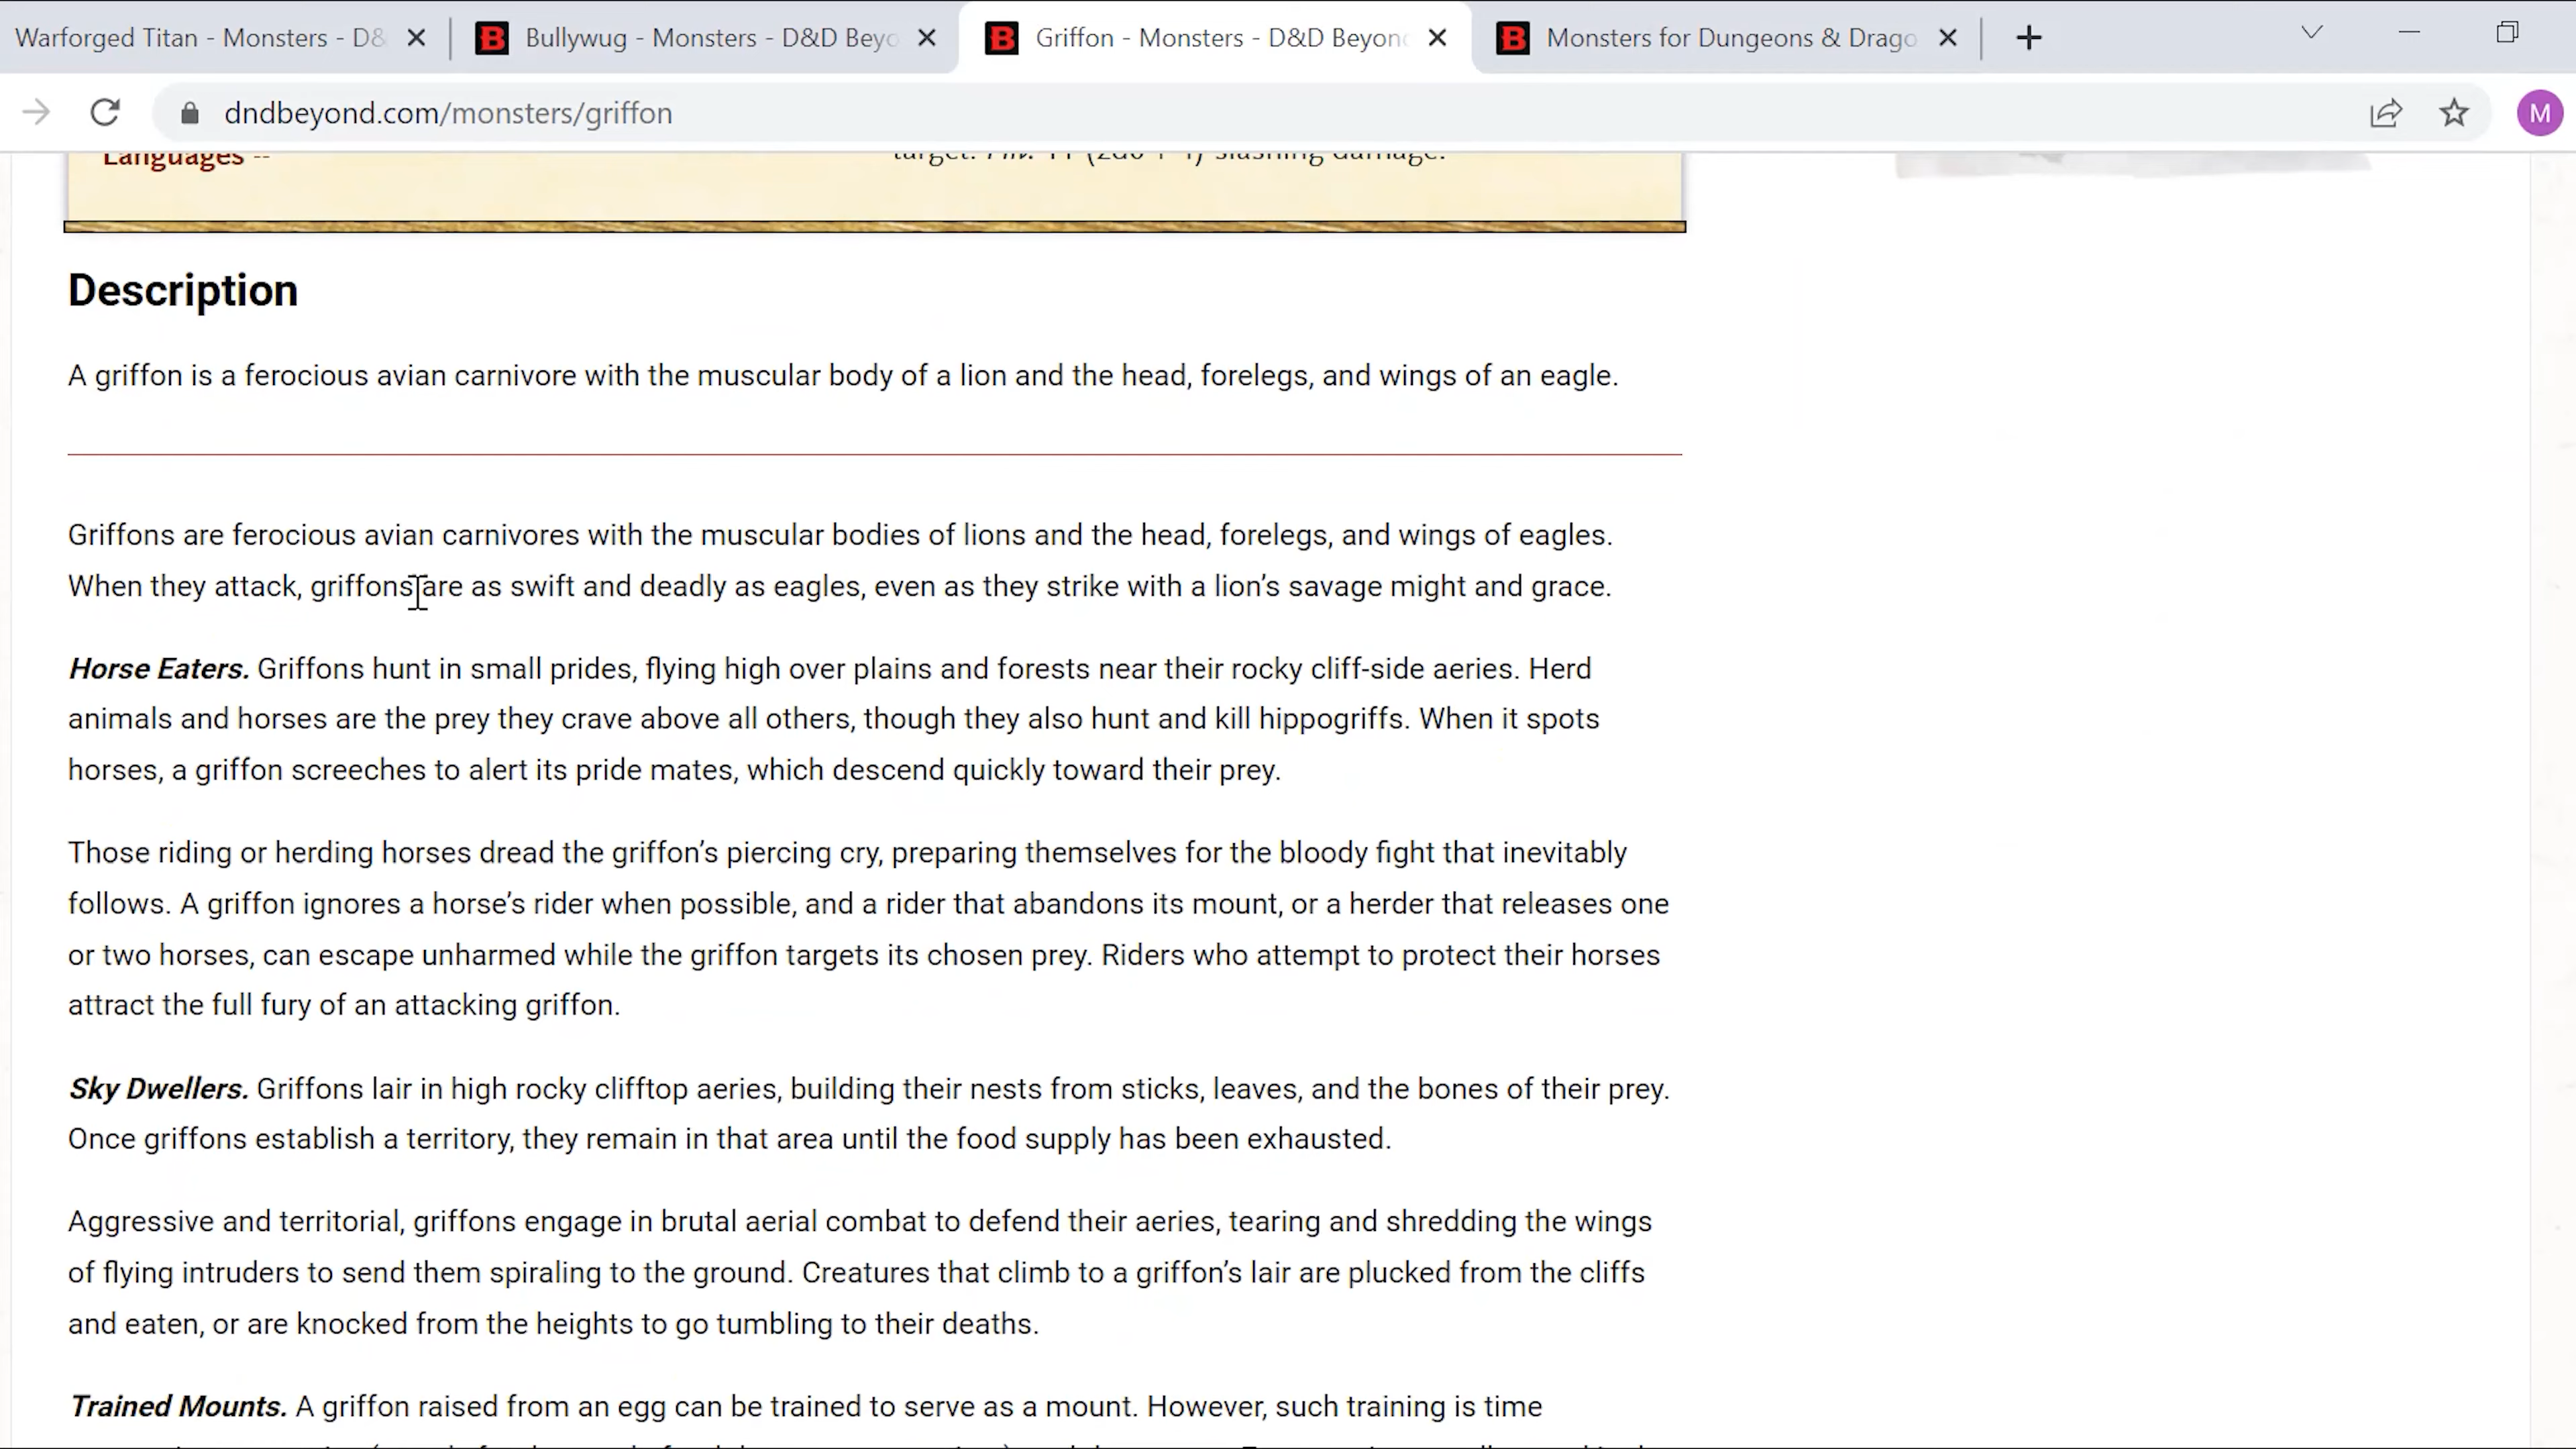 Warforged Titan - Monsters - D&
Bullywug - Monsters - D&D Beyo
Griffon - Monsters - D&D Beyon
Monsters for Dungeons & Drago
dndbeyond.com/monsters/griffon
M
Languages --
target. Hit: 11 (2d6 + 4) slashing damage.
Description
A griffon is a ferocious avian carnivore with the muscular body of a lion and the head, forelegs, and wings of an eagle.
Griffons are ferocious avian carnivores with the muscular bodies of lions and the head, forelegs, and wings of eagles.
When they attack, griffons are as swift and deadly as eagles, even as they strike with a lion’s savage might and grace.
Horse Eaters. Griffons hunt in small prides, flying high over plains and forests near their rocky cliff-side aeries. Herd
animals and horses are the prey they crave above all others, though they also hunt and kill hippogriffs. When it spots
horses, a griffon screeches to alert its pride mates, which descend quickly toward their prey.
Those riding or herding horses dread the griffon’s piercing cry, preparing themselves for the bloody fight that inevitably
follows. A griffon ignores a horse’s rider when possible, and a rider that abandons its mount, or a herder that releases one
or two horses, can escape unharmed while the griffon targets its chosen prey. Riders who attempt to protect their horses
attract the full fury of an attacking griffon.
Sky Dwellers. Griffons lair in high rocky clifftop aeries, building their nests from sticks, leaves, and the bones of their prey.
Once griffons establish a territory, they remain in that area until the food supply has been exhausted.
Aggressive and territorial, griffons engage in brutal aerial combat to defend their aeries, tearing and shredding the wings
of flying intruders to send them spiraling to the ground. Creatures that climb to a griffon’s lair are plucked from the cliffs
and eaten, or are knocked from the heights to go tumbling to their deaths.
Trained Mounts. A griffon raised from an egg can be trained to serve as a mount. However, such training is time